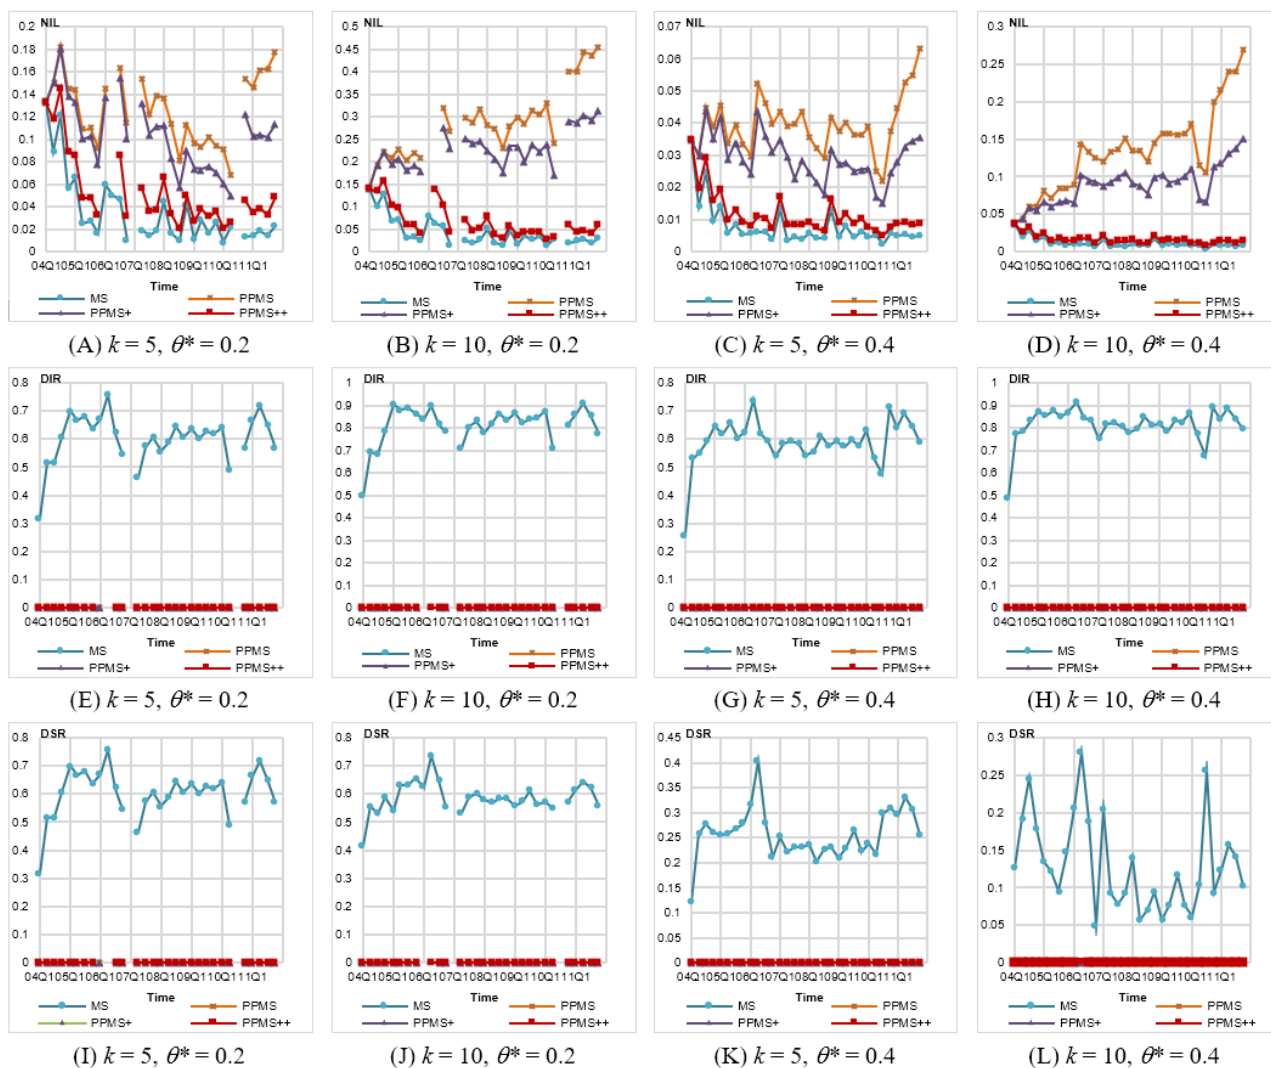 NIL
0.2
0.18
0.16
0.14
0.12
0.1
0.08
0.06
0.04
0.02
0
04Q105Q106Q107Q108Q109Q110Q111Q1
Time
MS PPMS
PPMS+ PPMS++
(A) k = 5, θ* = 0.2
NIL
0.5
0.45
0.4
0.35
0.3
0.25
0.2
0.15
0.1
0.05
0
04Q105Q106Q107Q108Q109Q110Q111Q1
Time
MS PPMS
PPMS+ PPMS++
(B) k = 10, θ* = 0.2
NIL
0.07
0.06
0.05
0.04
0.03
0.02
0.01
0
04Q105Q106Q107Q108Q109Q110Q111Q1
Time
MS PPMS
PPMS+ PPMS++
(C) k = 5, θ* = 0.4
NIL
0.3
0.25
0.2
0.15
0.1
0.05
0
04Q105Q106Q107Q108Q109Q110Q111Q1
Time
MS PPMS
PPMS+ PPMS++
(D) k = 10, θ* = 0.4
DIR
0.8
0.7
0.6
0.5
0.4
0.3
0.2
0.1
0
04Q105Q106Q107Q108Q109Q110Q111Q1
Time
MS PPMS
PPMS+ PPMS++
(E) k = 5, θ* = 0.2
DIR
1
0.9
0.8
0.7
0.6
0.5
0.4
0.3
0.2
0.1
0
04Q105Q106Q107Q108Q109Q110Q111Q1
Time
MS PPMS
PPMS+ PPMS++
(F) k = 10, θ* = 0.2
DIR
0.8
0.7
0.6
0.5
0.4
0.3
0.2
0.1
0
04Q105Q106Q107Q108Q109Q110Q111Q1
Time
MS PPMS
PPMS+ PPMS++
(G) k = 5, θ* = 0.4
DIR
1
0.9
0.8
0.7
0.6
0.5
0.4
0.3
0.2
0.1
0
04Q105Q106Q107Q108Q109Q110Q111Q1
Time
MS PPMS
PPMS+ PPMS++
(H) k = 10, θ* = 0.4
DSR
0.8
0.7
0.6
0.5
0.4
0.3
0.2
0.1
0
04Q105Q106Q107Q108Q109Q110Q111Q1
Time
MS PPMS
PPMS+ PPMS++
(I) k = 5, θ* = 0.2
DSR
0.8
0.7
0.6
0.5
0.4
0.3
0.2
0.1
0
04Q105Q106Q107Q108Q109Q110Q111Q1
Time
MS PPMS
PPMS+ PPMS++
(J) k = 10, θ* = 0.2
DSR
0.45
0.4
0.35
0.3
0.25
0.2
0.15
0.1
0.05
0
04Q105Q106Q107Q108Q109Q110Q111Q1
Time
MS PPMS
PPMS+ PPMS++
(K) k = 5, θ* = 0.4
DSR
0.3
0.25
0.2
0.15
0.1
0.05
0
04Q105Q106Q107Q108Q109Q110Q111Q1
Time
MS PPMS
PPMS+ PPMS++
(L) k = 10, θ* = 0.4